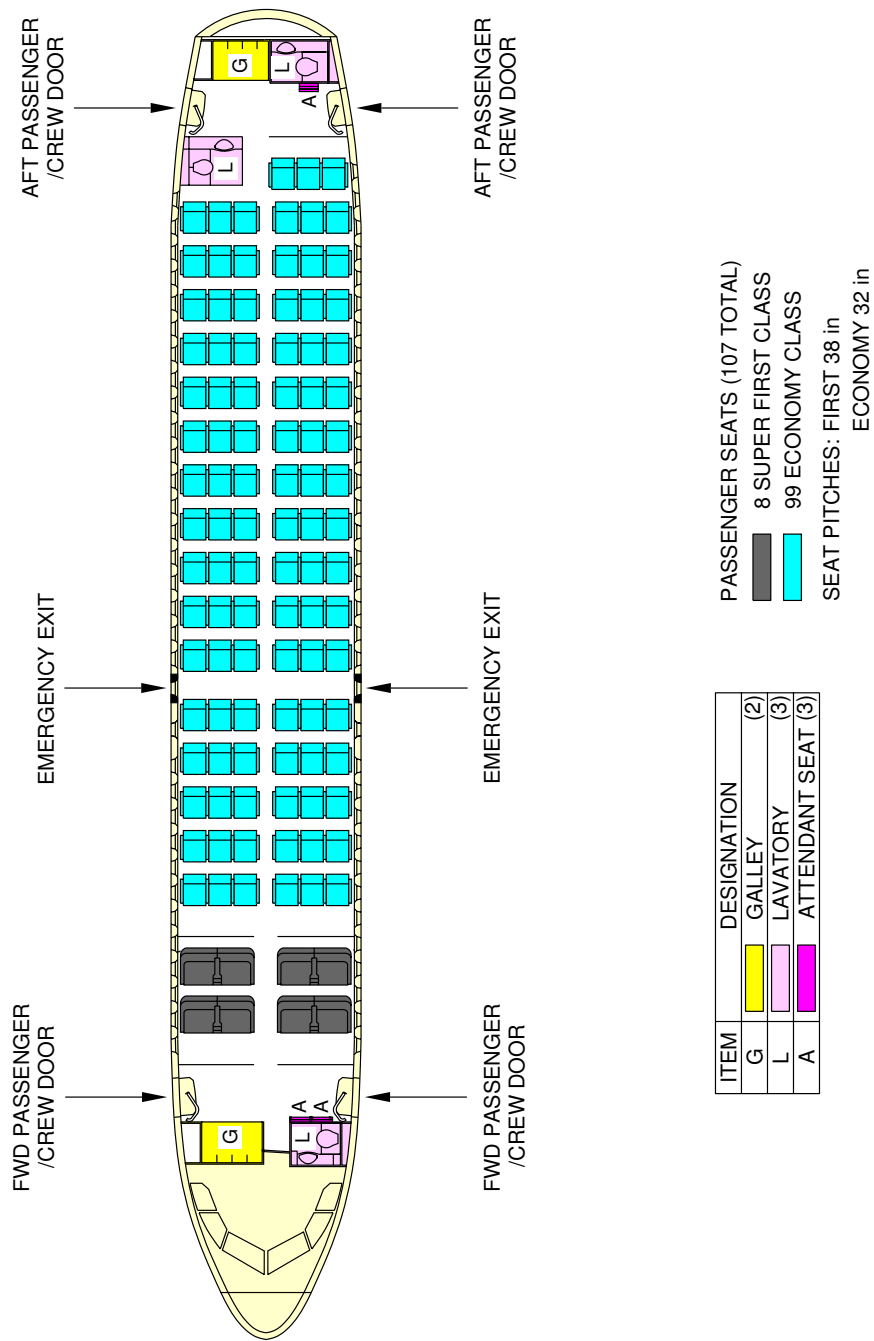 FWD PASSENGER
/CREW DOOR
EMERGENCY EXIT
AFT PASSENGER
/CREW DOOR
G
L
A
A
L
G
L
A
FWD PASSENGER
/CREW DOOR
EMERGENCY EXIT
AFT PASSENGER
/CREW DOOR
ITEM DESIGNATION
G GALLEY (2)
L LAVATORY (3)
A ATTENDANT SEAT (3)
PASSENGER SEATS (107 TOTAL)
8 SUPER FIRST CLASS
99 ECONOMY CLASS
SEAT PITCHES: FIRST 38 in
ECONOMY 32 in